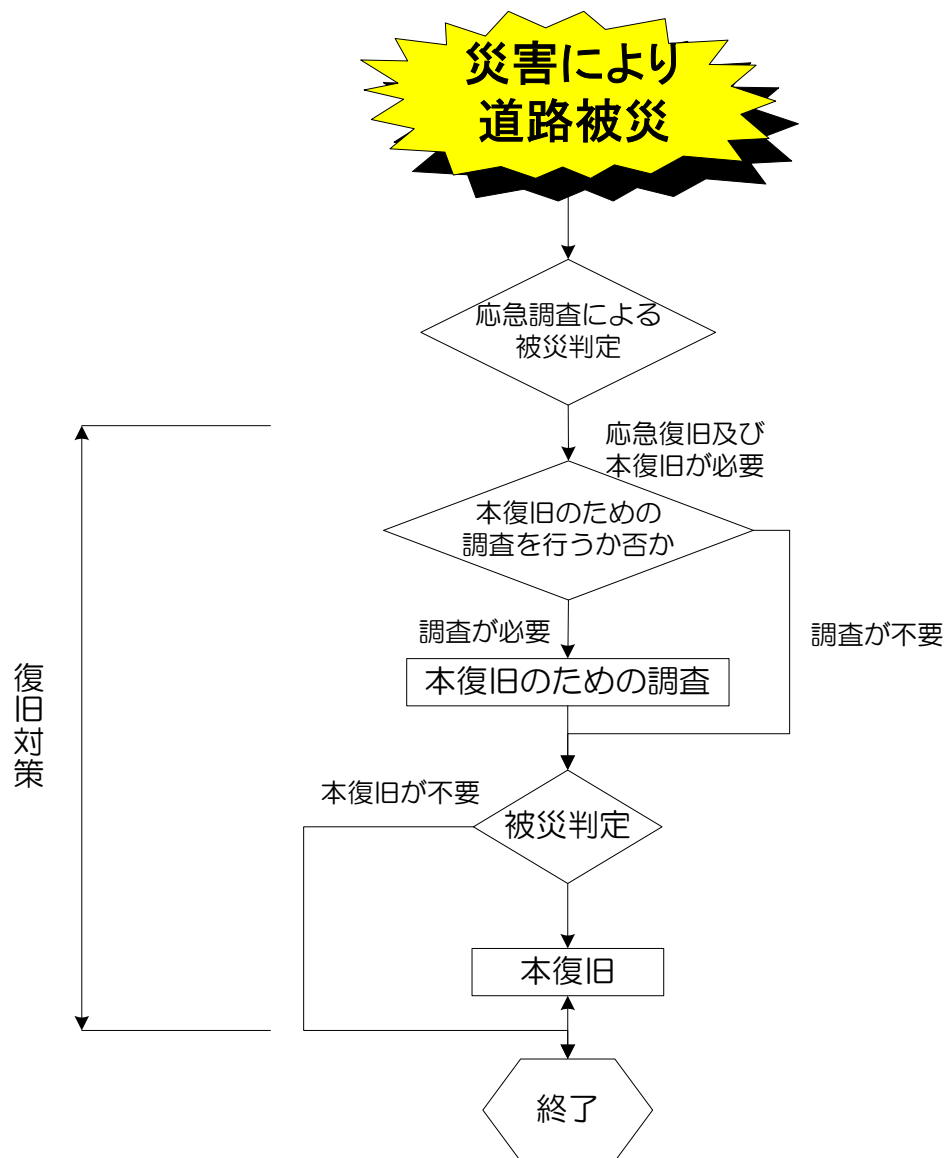 災害により
道路被災
応急調査による
被災判定
応急復旧及び
本復旧が必要
本復旧のための
調査を行うか否か
調査が必要
調査が不要
本復旧のための調査
復旧対策
本復旧が不要
被災判定
本復旧
終了